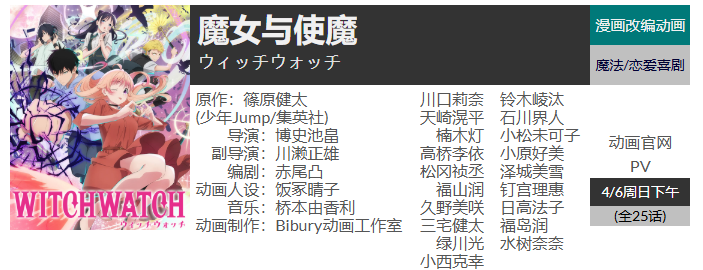 魔女与使魔
ウィッチウォッチ
漫画改编动画
魔法/恋爱喜剧
原作：篠原健太
(少年Jump/集英社)
导演：博史池畠
副导演：川濑正雄
编剧：赤尾凸
动画人设：饭冢晴子
音乐：桥本由香利
动画制作：Bibury动画工作室
川口莉奈 铃木崚汰
天崎滉平 石川界人
楠木灯 小松未可子
高桥李依 小原好美
松冈祯丞 泽城美雪
福山润 钉宫理惠
久野美咲 日高法子
三宅健太 福岛润
绿川光 水树奈奈
小西克幸
动画官网
PV
4/6周日下午
(全25话)
WITCH WATCH
ウィッチウォッチ